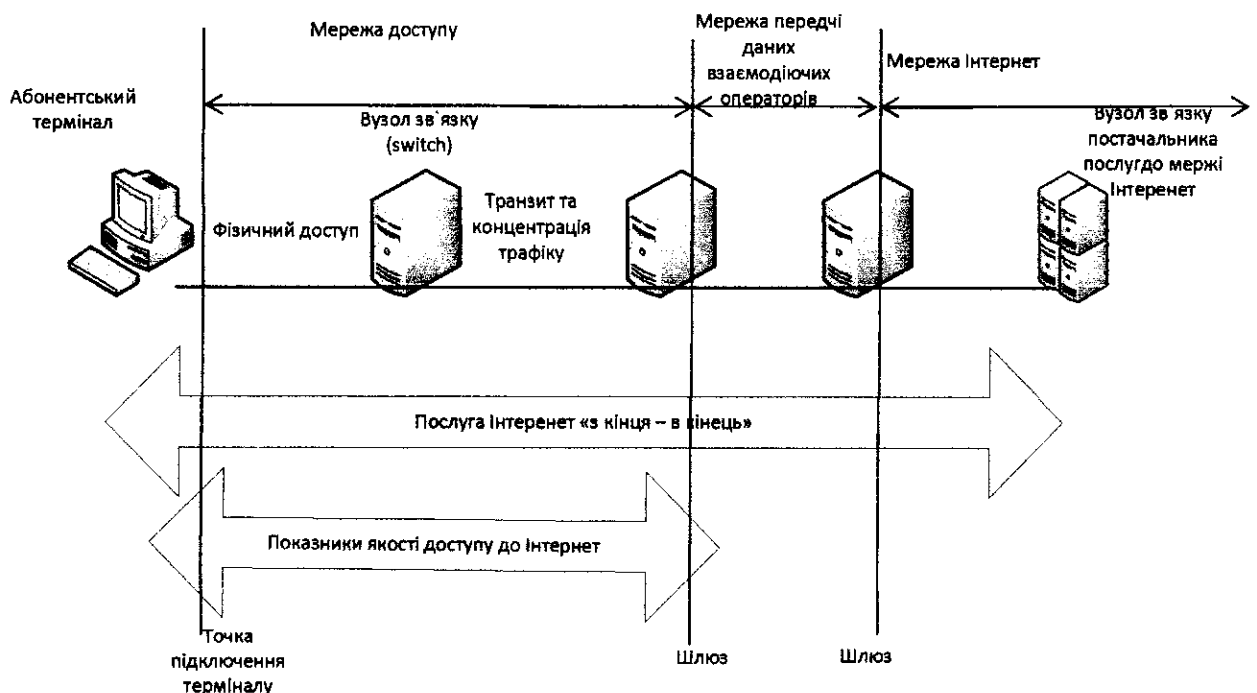 Мережа доступу
Мережа передчі
даних
взаємодіючих
операторів
Мережа Інтернет
Абонентський
термінал
Вузол зв`язку
(switch)
Вузол зв язку
постачальника
послугдо мержі
Інтеренет
Фізичний доступ
Транзит та
концентрація
трафіку
Послуга Інтеренет «з кінця – в кінець»
Показники якості доступу до Інтернет
Точка
підключення
терміналу
Шлюз
Шлюз